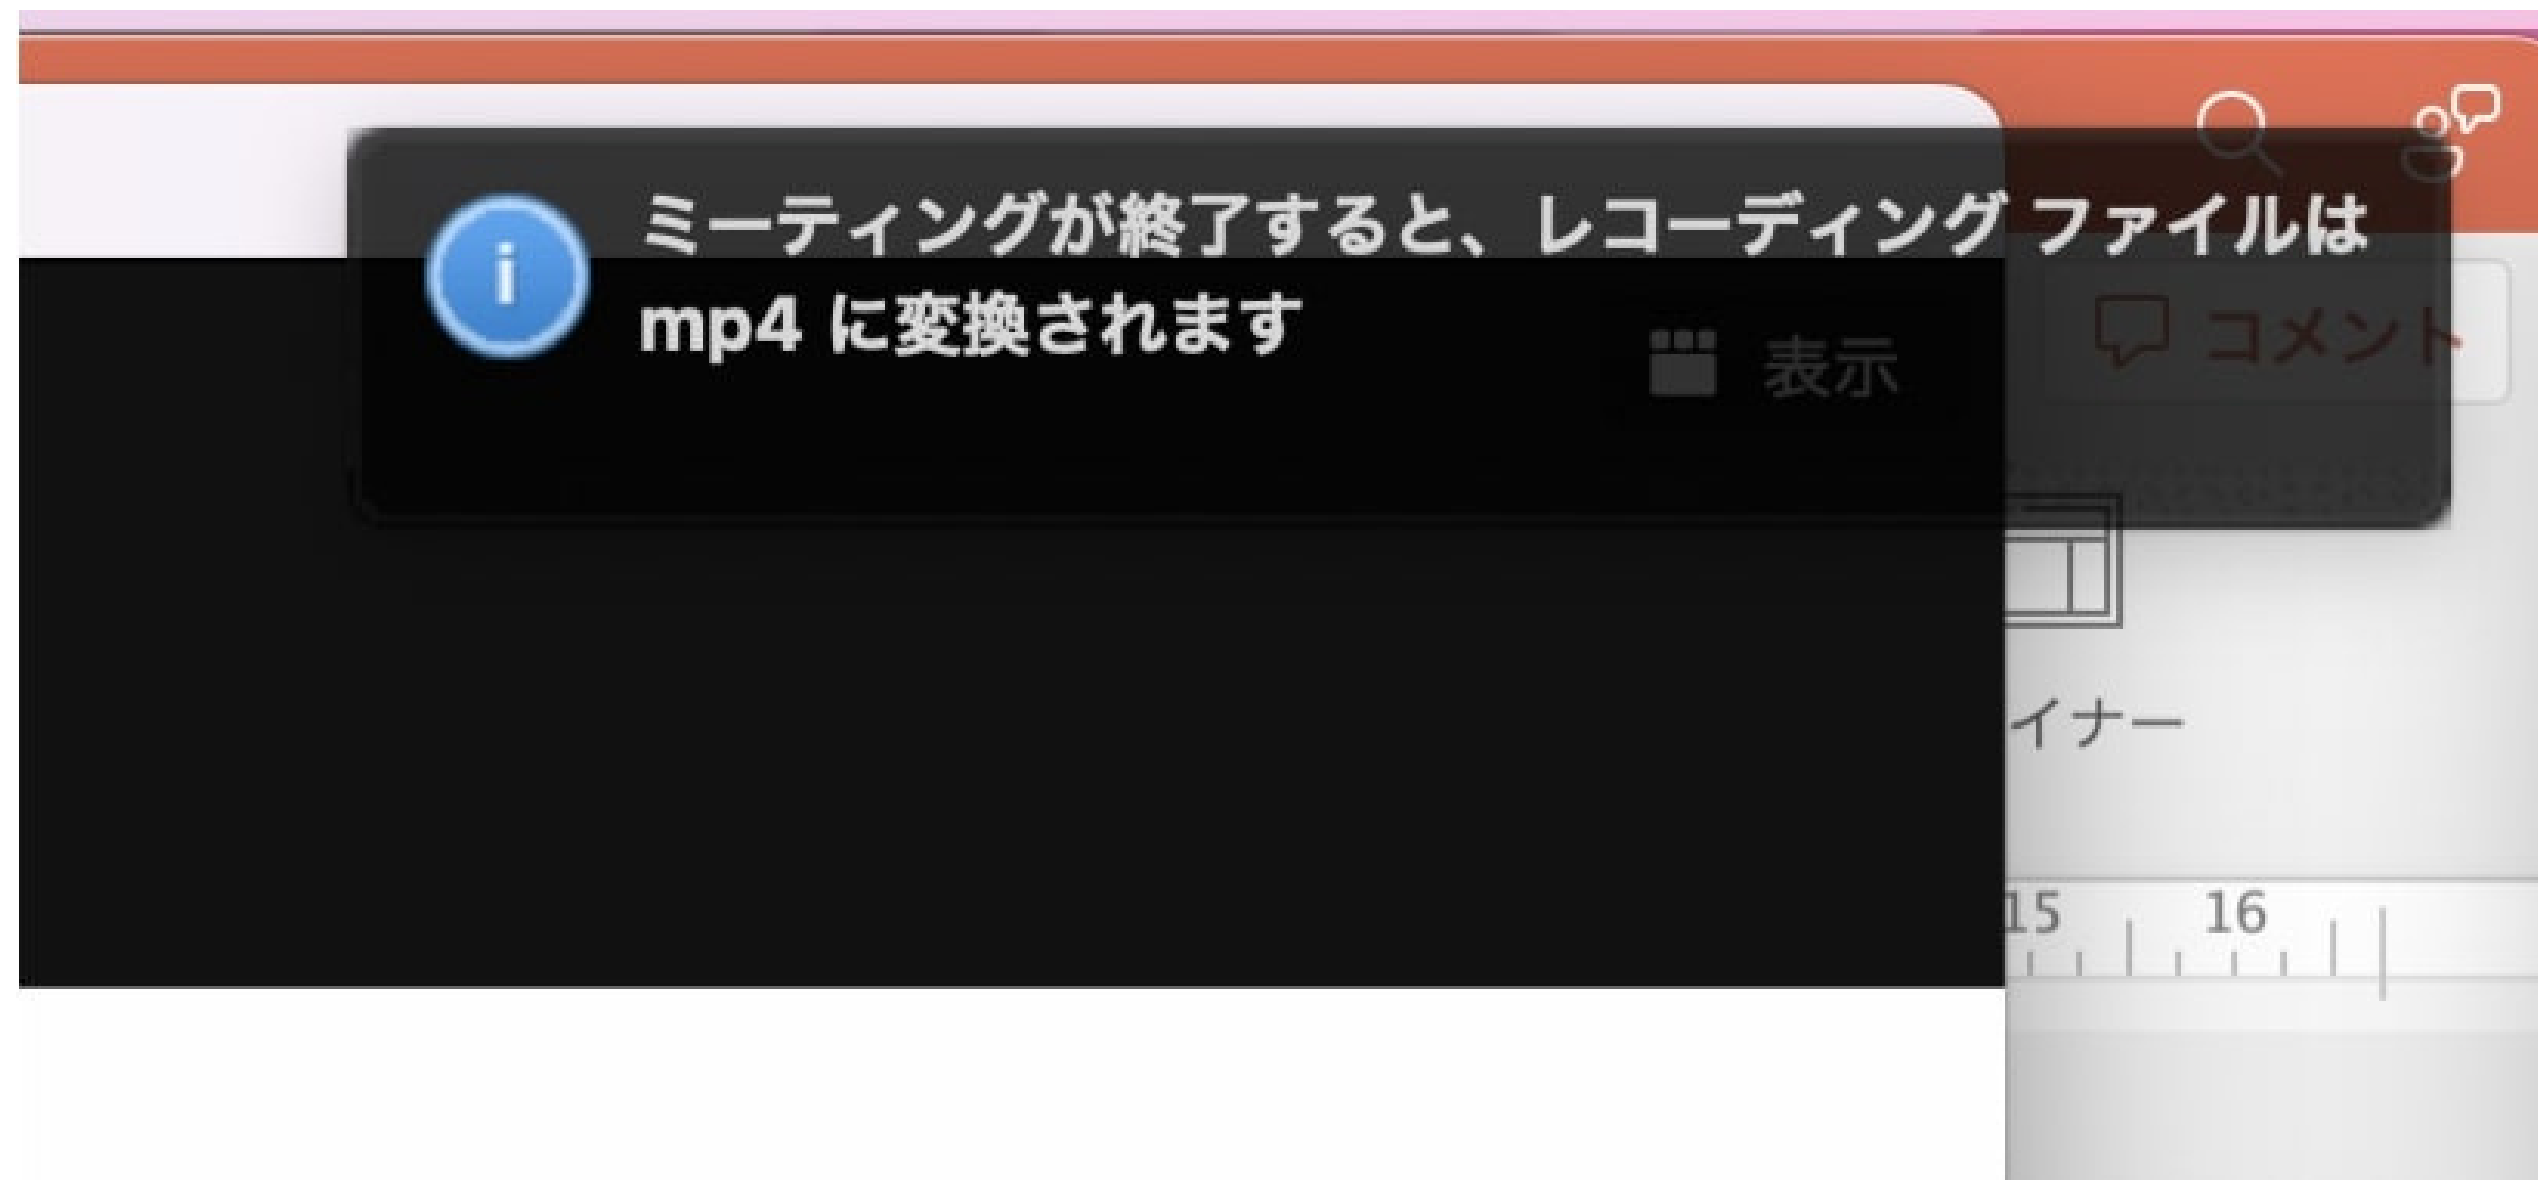 ミーティングが終了すると、レコーディング ファイルは
mp4 に変換されます
表示
コメント
イナー
15 16